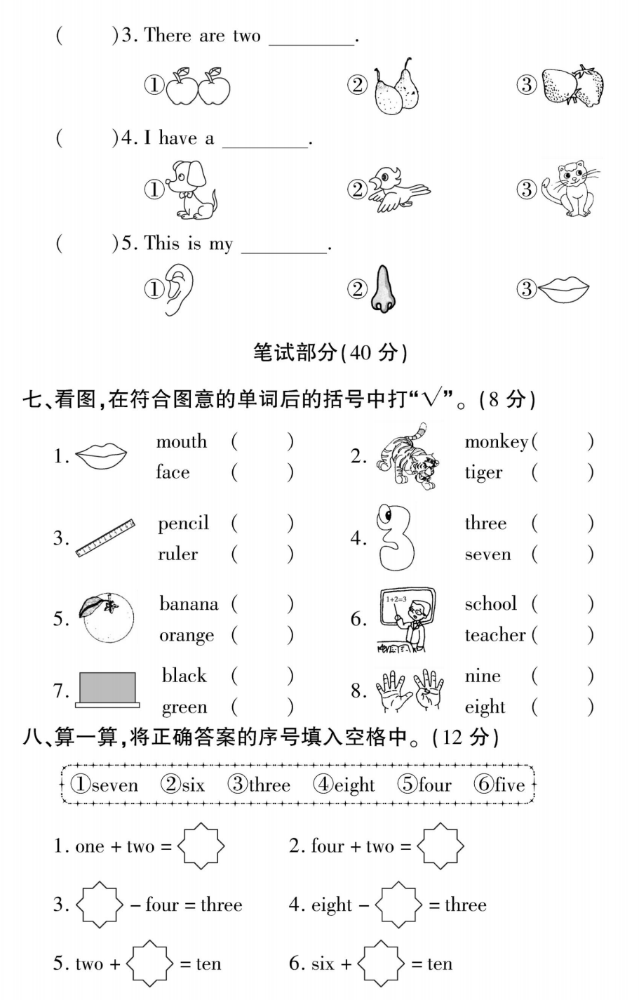 (    )3. There are two ________.
① ② ③
(    )4. I have a ________.
① ② ③
(    )5. This is my ________.
① ② ③
笔试部分(40 分)
七、看图,在符合图意的单词后的括号中打“√”。(8 分)
1. mouth (    ) 2. monkey(    )
face (    ) tiger (    )
3. pencil (    ) 4. three (    )
ruler (    ) seven (    )
5. banana (    ) 6. 1+2=3 school (    )
orange (    ) teacher (    )
7. black (    ) 8. nine (    )
green (    ) eight (    )
八、算一算,将正确答案的序号填入空格中。(12 分)
①seven ②six ③three ④eight ⑤four ⑥five
1. one + two = 2. four + two =
3. － four = three 4. eight － = three
5. two + = ten 6. six + = ten